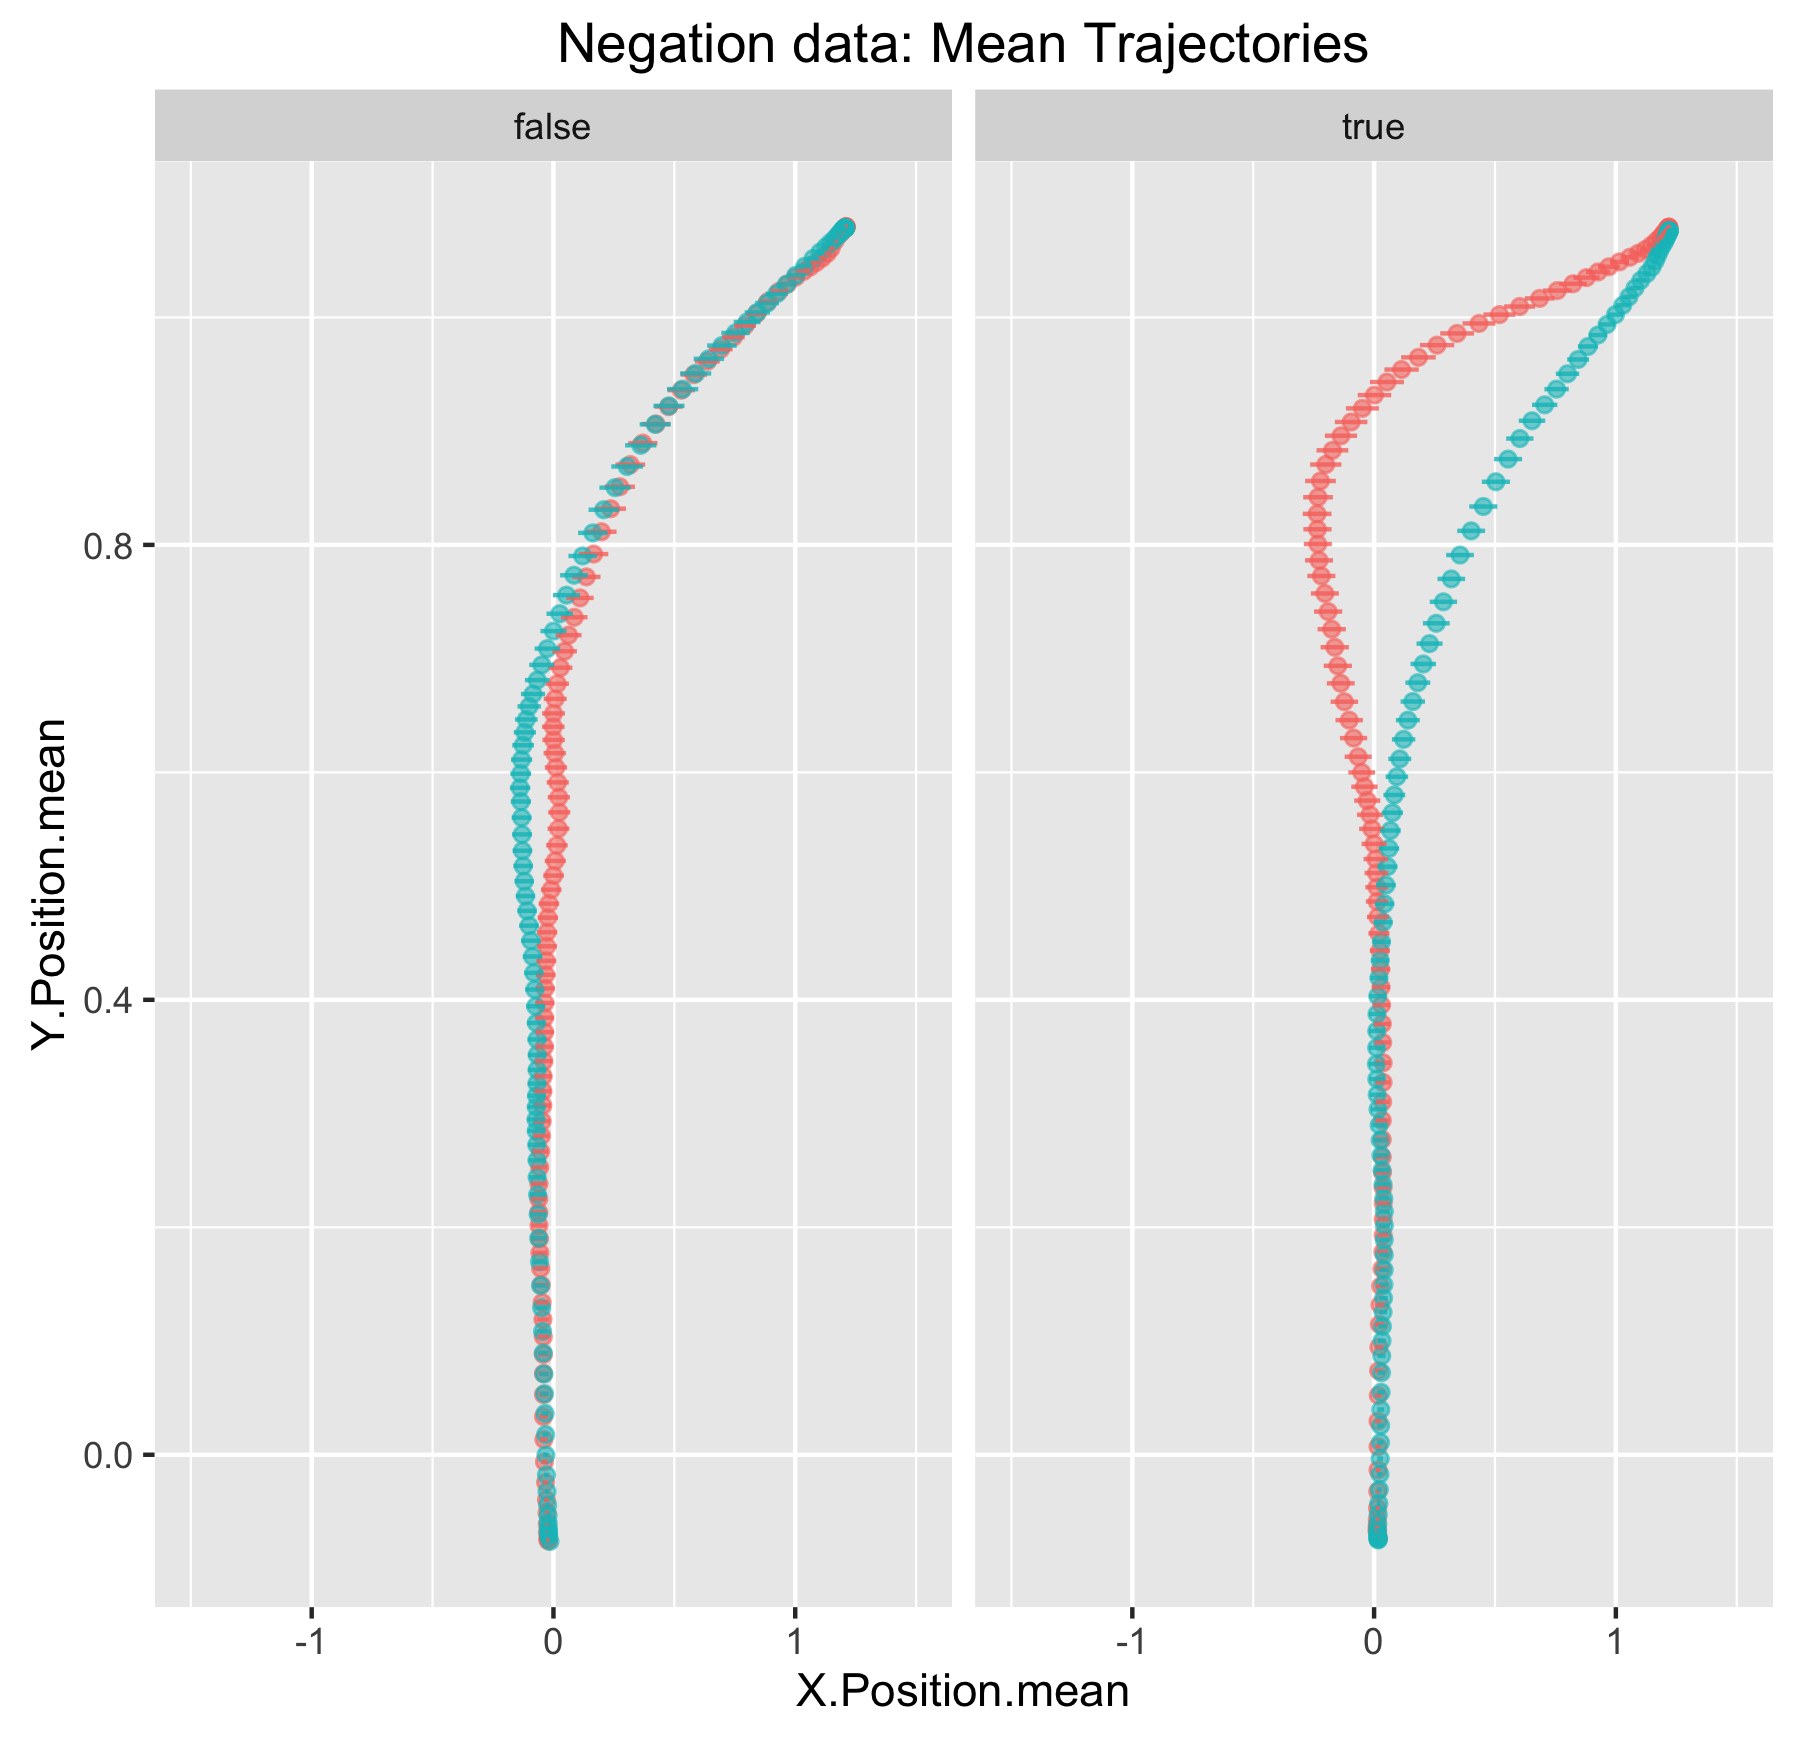 Negation data: Mean Trajectories
false
true
Y.Position.mean
0.8
0.4
0.0
-1 0 1
-1 0 1
X.Position.mean